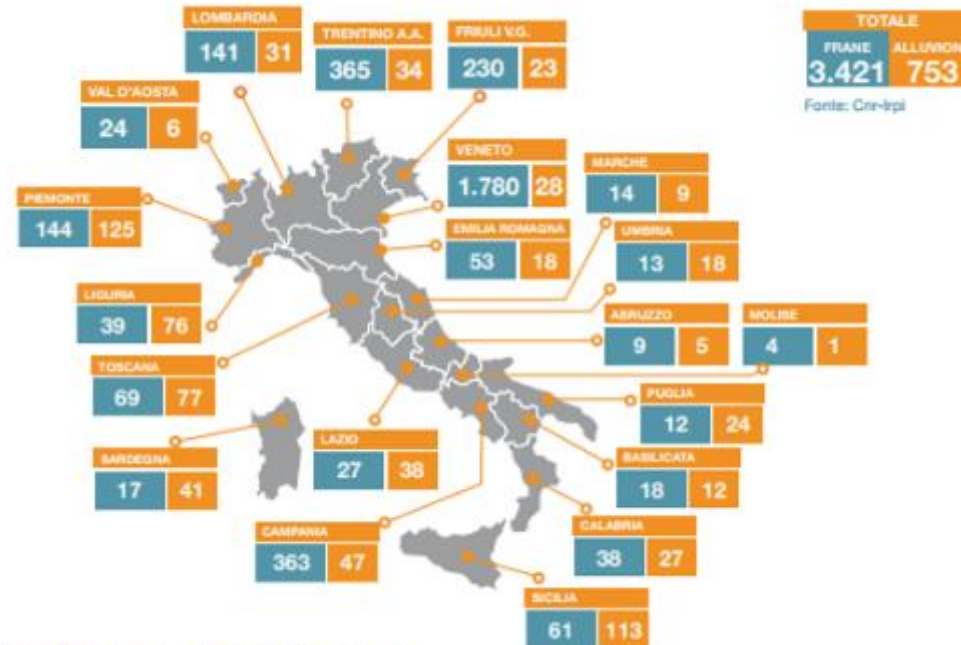 LOMBARDIA
141 31
TRENTINO A.A.
365 34
FRIULI V.G.
230 23
TOTALE
FRANE ALLUVIONI
3.421 753
Fonte: Cnr-Irpi
VAL D'AOSTA
24 6
VENETO
1.780 28
MARCHE
14 9
PIEMONTE
144 125
EMILIA ROMAGNA
53 18
UMBRIA
13 18
LIGURIA
39 76
ABRUZZO
9 5
MOLISE
4 1
TOSCANA
69 77
PUGLIA
12 24
LAZIO
27 38
SARDEGNA
17 41
BASILICATA
18 12
CAMPANIA
363 47
CALABRIA
38 27
SICILIA
61 113